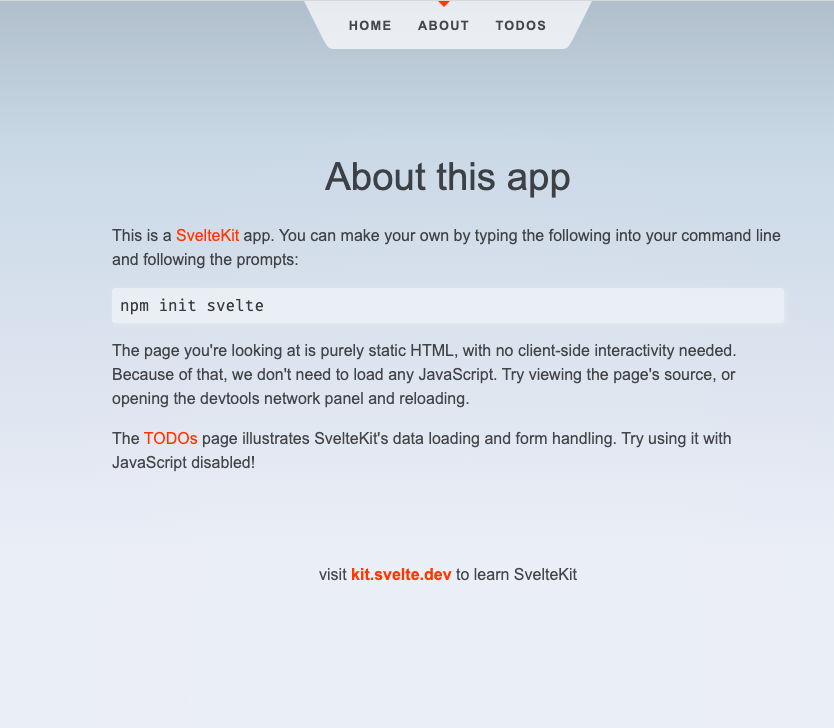 HOME ABOUT TODOS
About this app
This is a SvelteKit app. You can make your own by typing the following into your command line
and following the prompts:
npm init svelte
The page you're looking at is purely static HTML, with no client-side interactivity needed.
Because of that, we don't need to load any JavaScript. Try viewing the page's source, or
opening the devtools network panel and reloading.
The TODOs page illustrates SvelteKit's data loading and form handling. Try using it with
JavaScript disabled!
visit kit.svelte.dev to learn SvelteKit